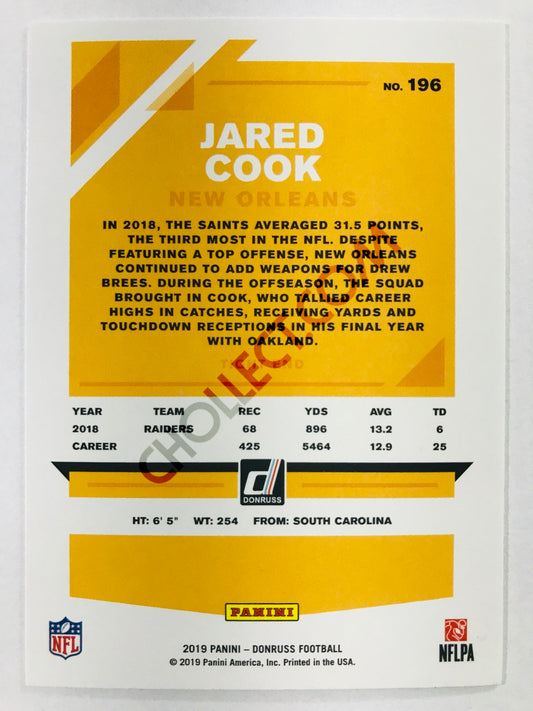 NO. 196
JARED
COOK
NEW ORLEANS
IN 2018, THE SAINTS AVERAGED 31.5 POINTS,
THE THIRD MOST IN THE NFL. DESPITE
FEATURING A TOP OFFENSE, NEW ORLEANS
CONTINUED TO ADD WEAPONS FOR DREW
BREES. DURING THE OFFSEASON, THE SQUAD
BROUGHT IN COOK, WHO TALLIED CAREER
HIGHS IN CATCHES, RECEIVING YARDS AND
TOUCHDOWN RECEPTIONS IN HIS FINAL YEAR
WITH OAKLAND.
TIGHT END
CHOLLECT.COM
YEAR TEAM REC YDS AVG TD
2018 RAIDERS 68 896 13.2 6
CAREER 425 5464 12.9 25
d
DONRUSS
HT: 6' 5" WT: 254 FROM: SOUTH CAROLINA
PANINI
NFL
NFLPA
2019 PANINI – DONRUSS FOOTBALL
© 2019 Panini America, Inc. Printed in the USA.